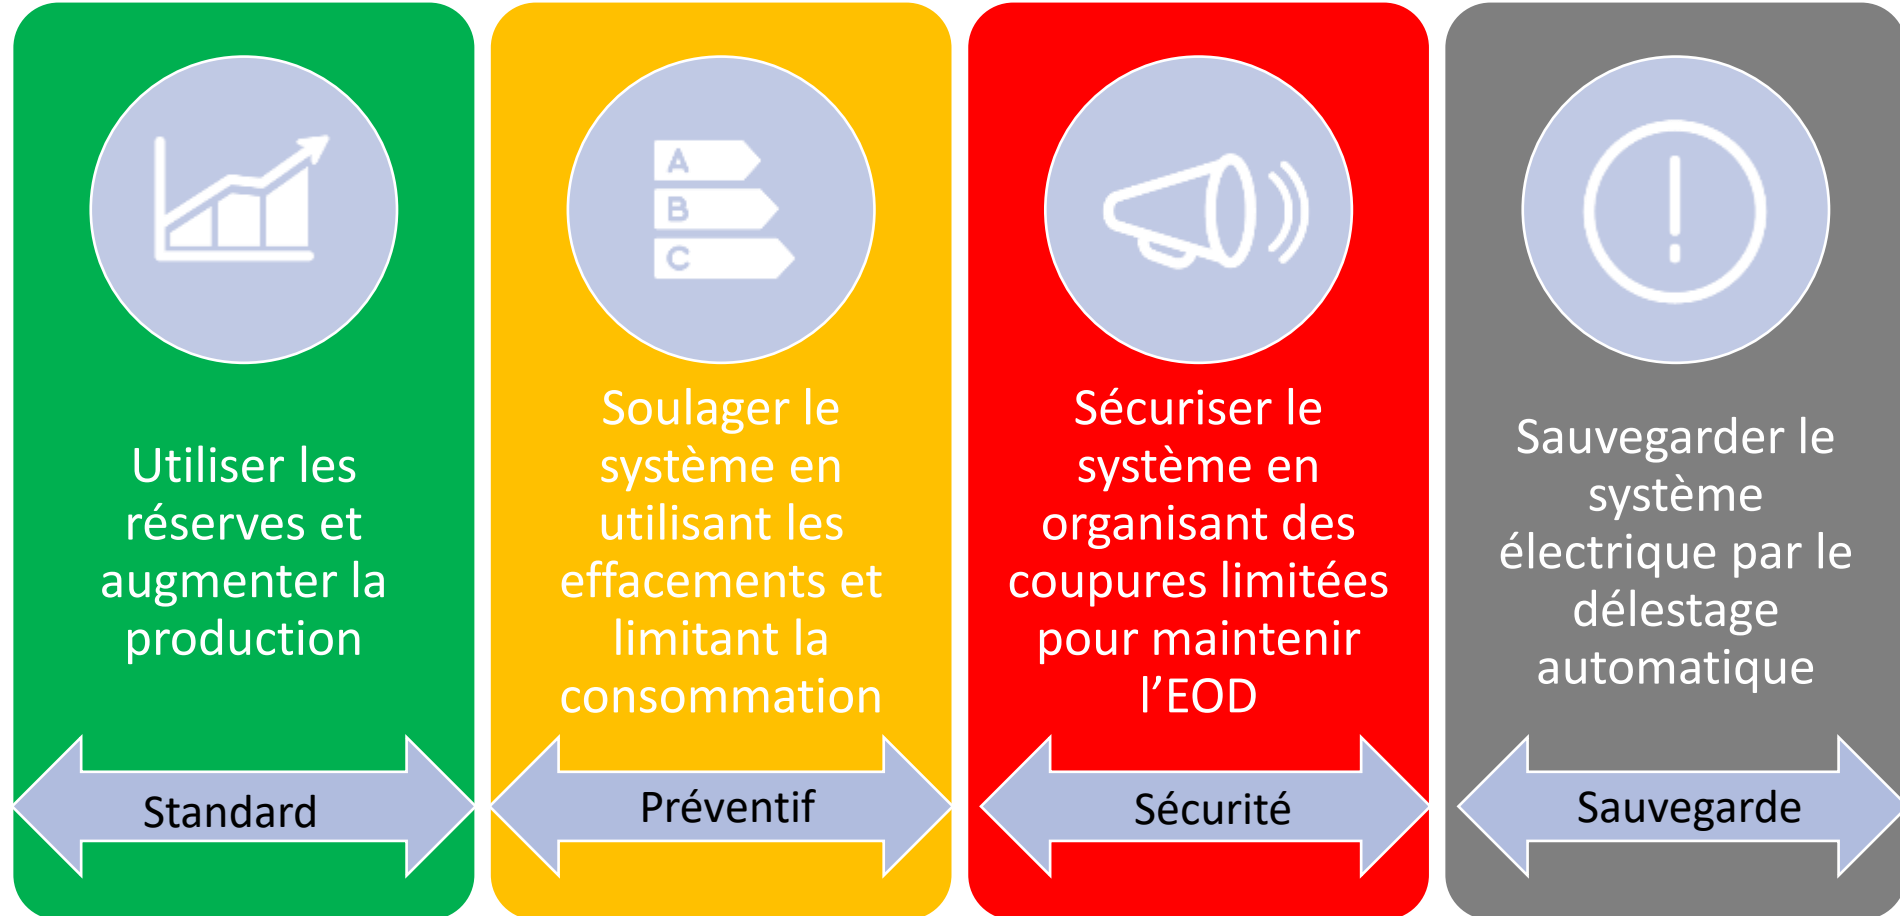 Utiliser les
réserves et
augmenter la
production
Standard
A
B
C
Soulager le
système en
utilisant les
effacements et
limitant la
consommation
Préventif
Sécuriser le
système en
organisant des
coupures limitées
pour maintenir
l’EOD
Sécurité
Sauvegarder le
système
électrique par le
délestage
automatique
Sauvegarde